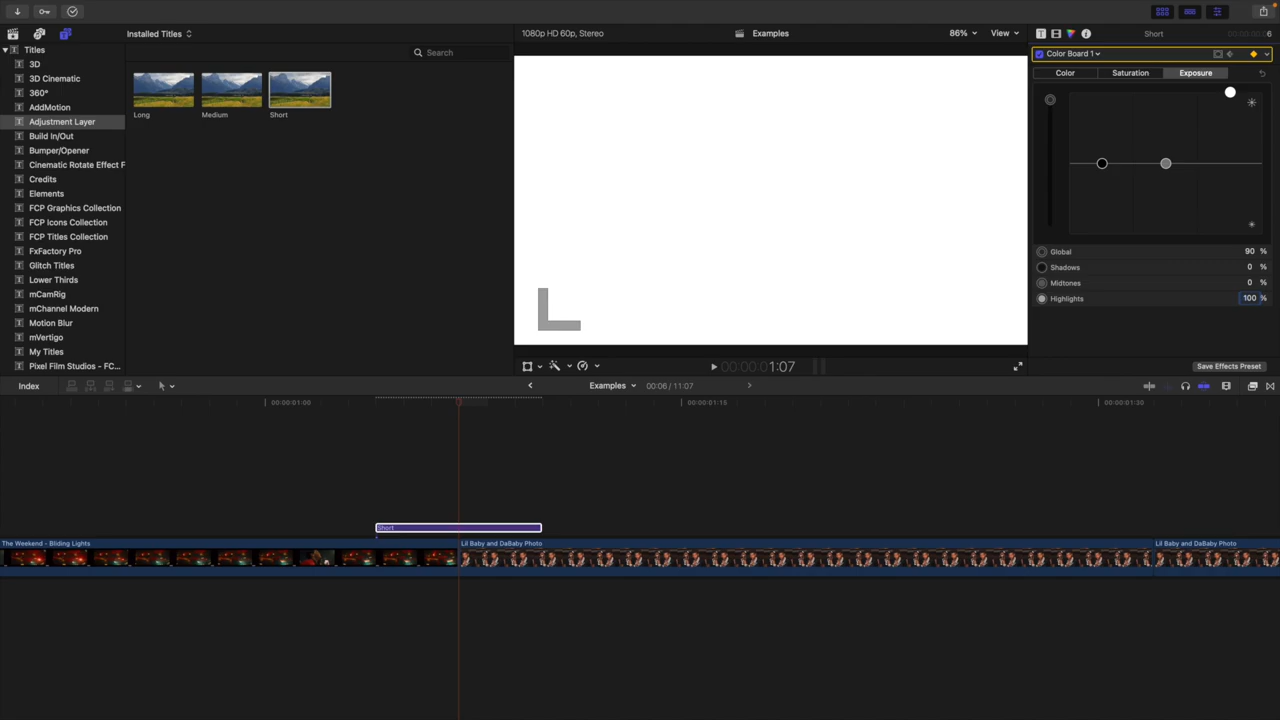 Installed Titles
1080p HD 60p, Stereo
Examples
86%
View
Short
6
Titles
3D
3D Cinematic
360°
AddMotion
Adjustment Layer
Build In/Out
Bumper/Opener
Cinematic Rotate Effect F
Credits
Elements
FCP Graphics Collection
FCP Icons Collection
FCP Titles Collection
FxFactory Pro
Glitch Titles
Lower Thirds
mCamRig
mChannel Modern
Motion Blur
mVertigo
My Titles
Pixel Film Studios - FC...
Search
Long
Medium
Short
Color Board 1
Color
Saturation
Exposure
Global
90 %
Shadows
0 %
Midtones
0 %
Highlights
100 %
00:00:01:07
Save Effects Preset
Index
Examples
00:06 / 11:07
00:00:01:00
00:00:01:15
00:00:01:30
Short
The Weekend - Bliding Lights
Lil Baby and DaBaby Photo
Lil Baby and DaBaby Photo